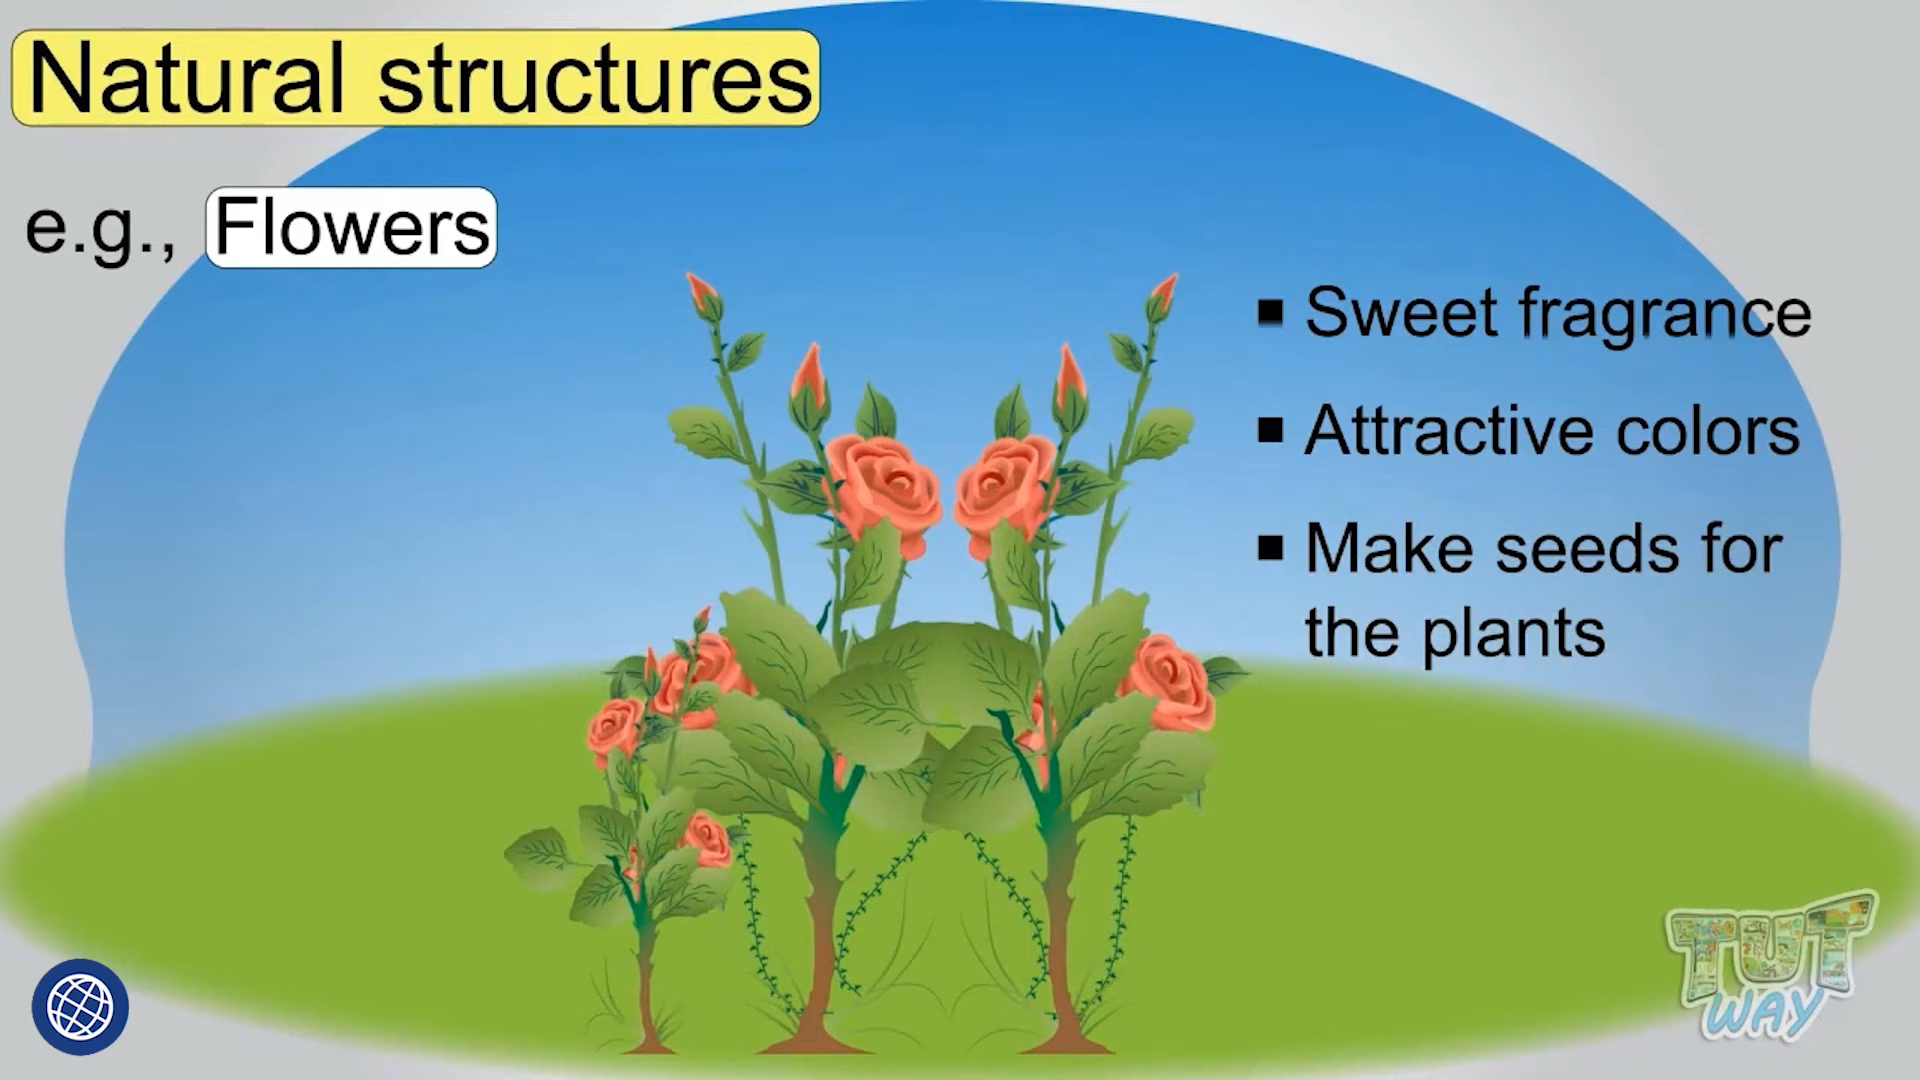 Natural structures
e.g., Flowers
▪ Sweet fragrance
▪ Attractive colors
▪ Make seeds for
the plants
TUT
WAY